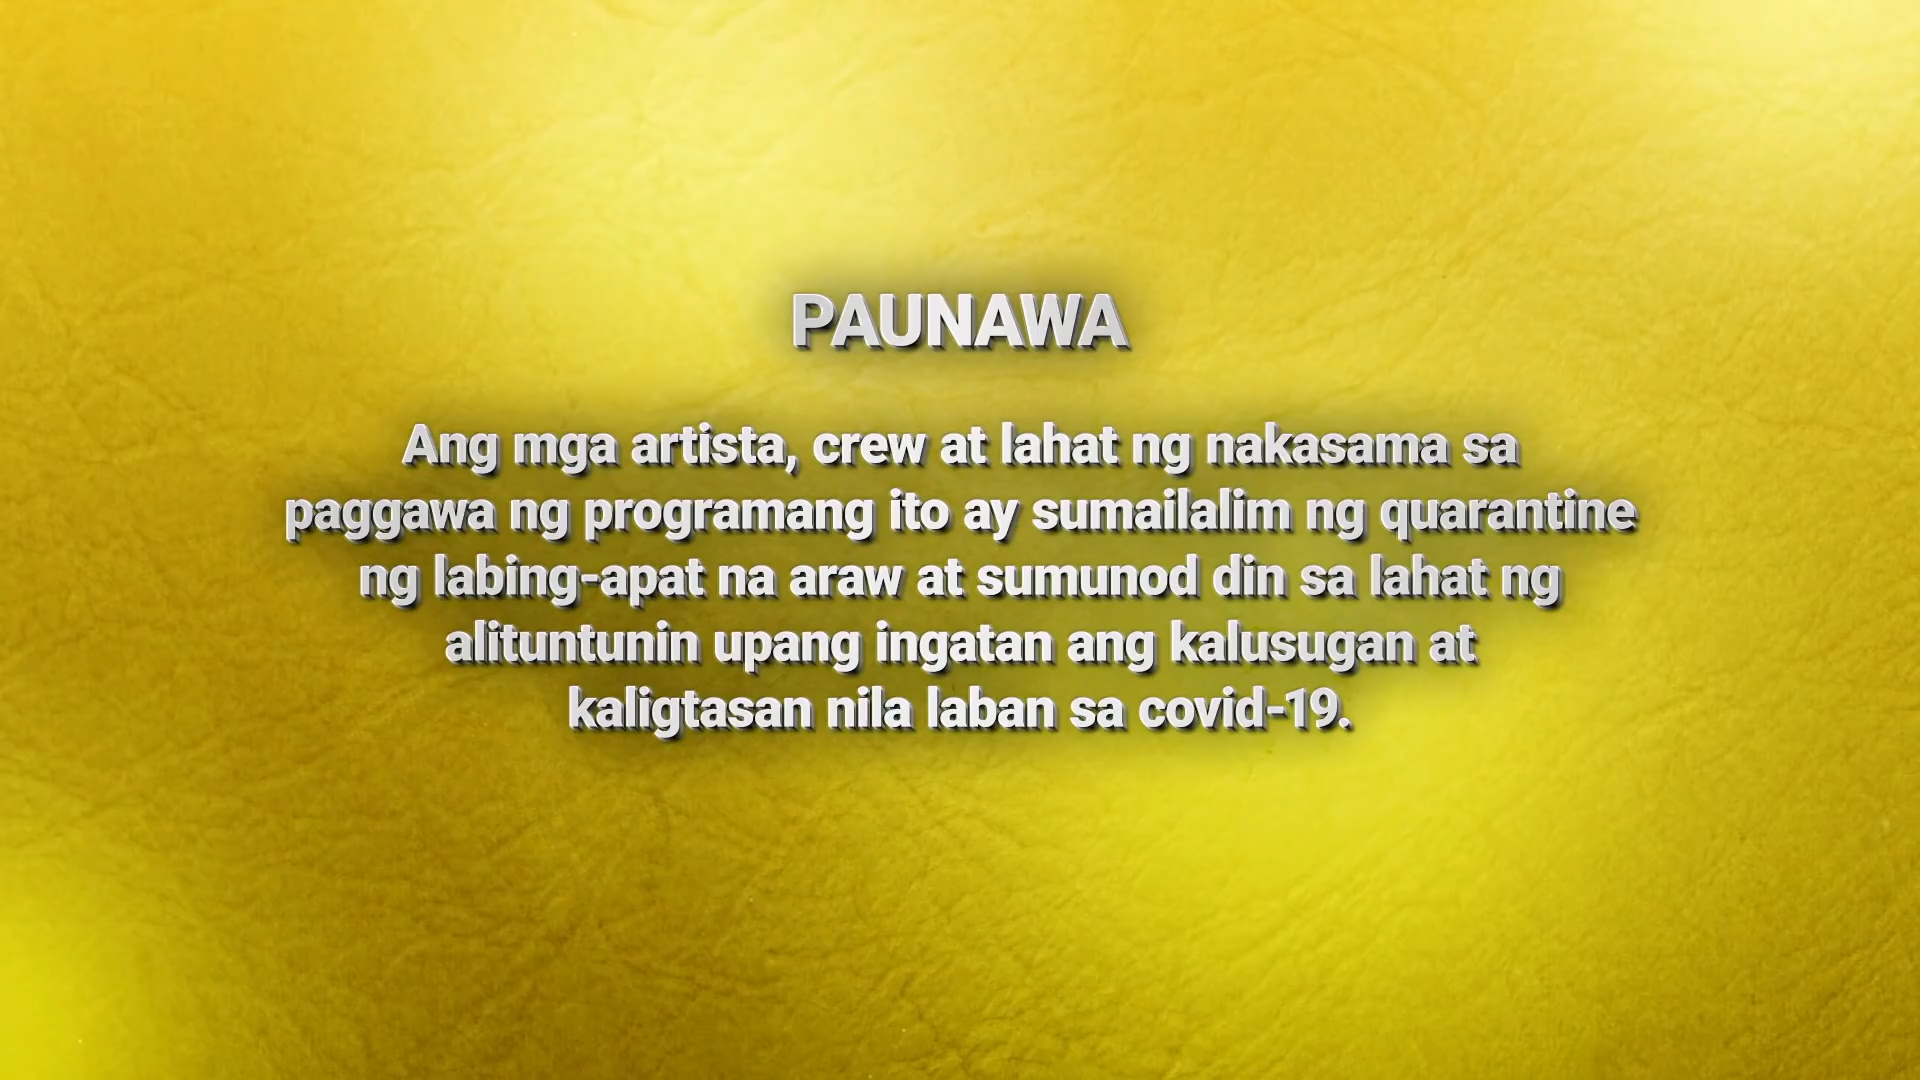 PAUNAWA
Ang mga artista, crew at lahat ng nakasama sa
paggawa ng programang ito ay sumailalim ng quarantine
ng labing-apat na araw at sumunod din sa lahat ng
alituntunin upang ingatan ang kalusugan at
kaligtasan nila laban sa covid-19.